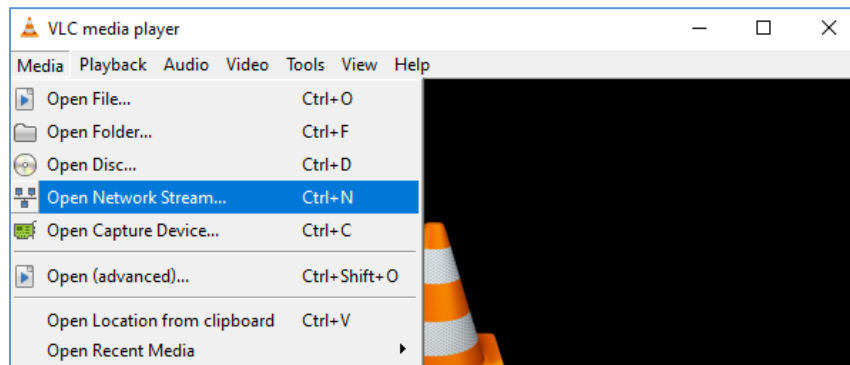 VLC media player
Media Playback Audio Video Tools View Help
Open File... Ctrl+O
Open Folder... Ctrl+F
Open Disc... Ctrl+D
Open Network Stream... Ctrl+N
Open Capture Device... Ctrl+C
Open (advanced)... Ctrl+Shift+O
Open Location from clipboard Ctrl+V
Open Recent Media